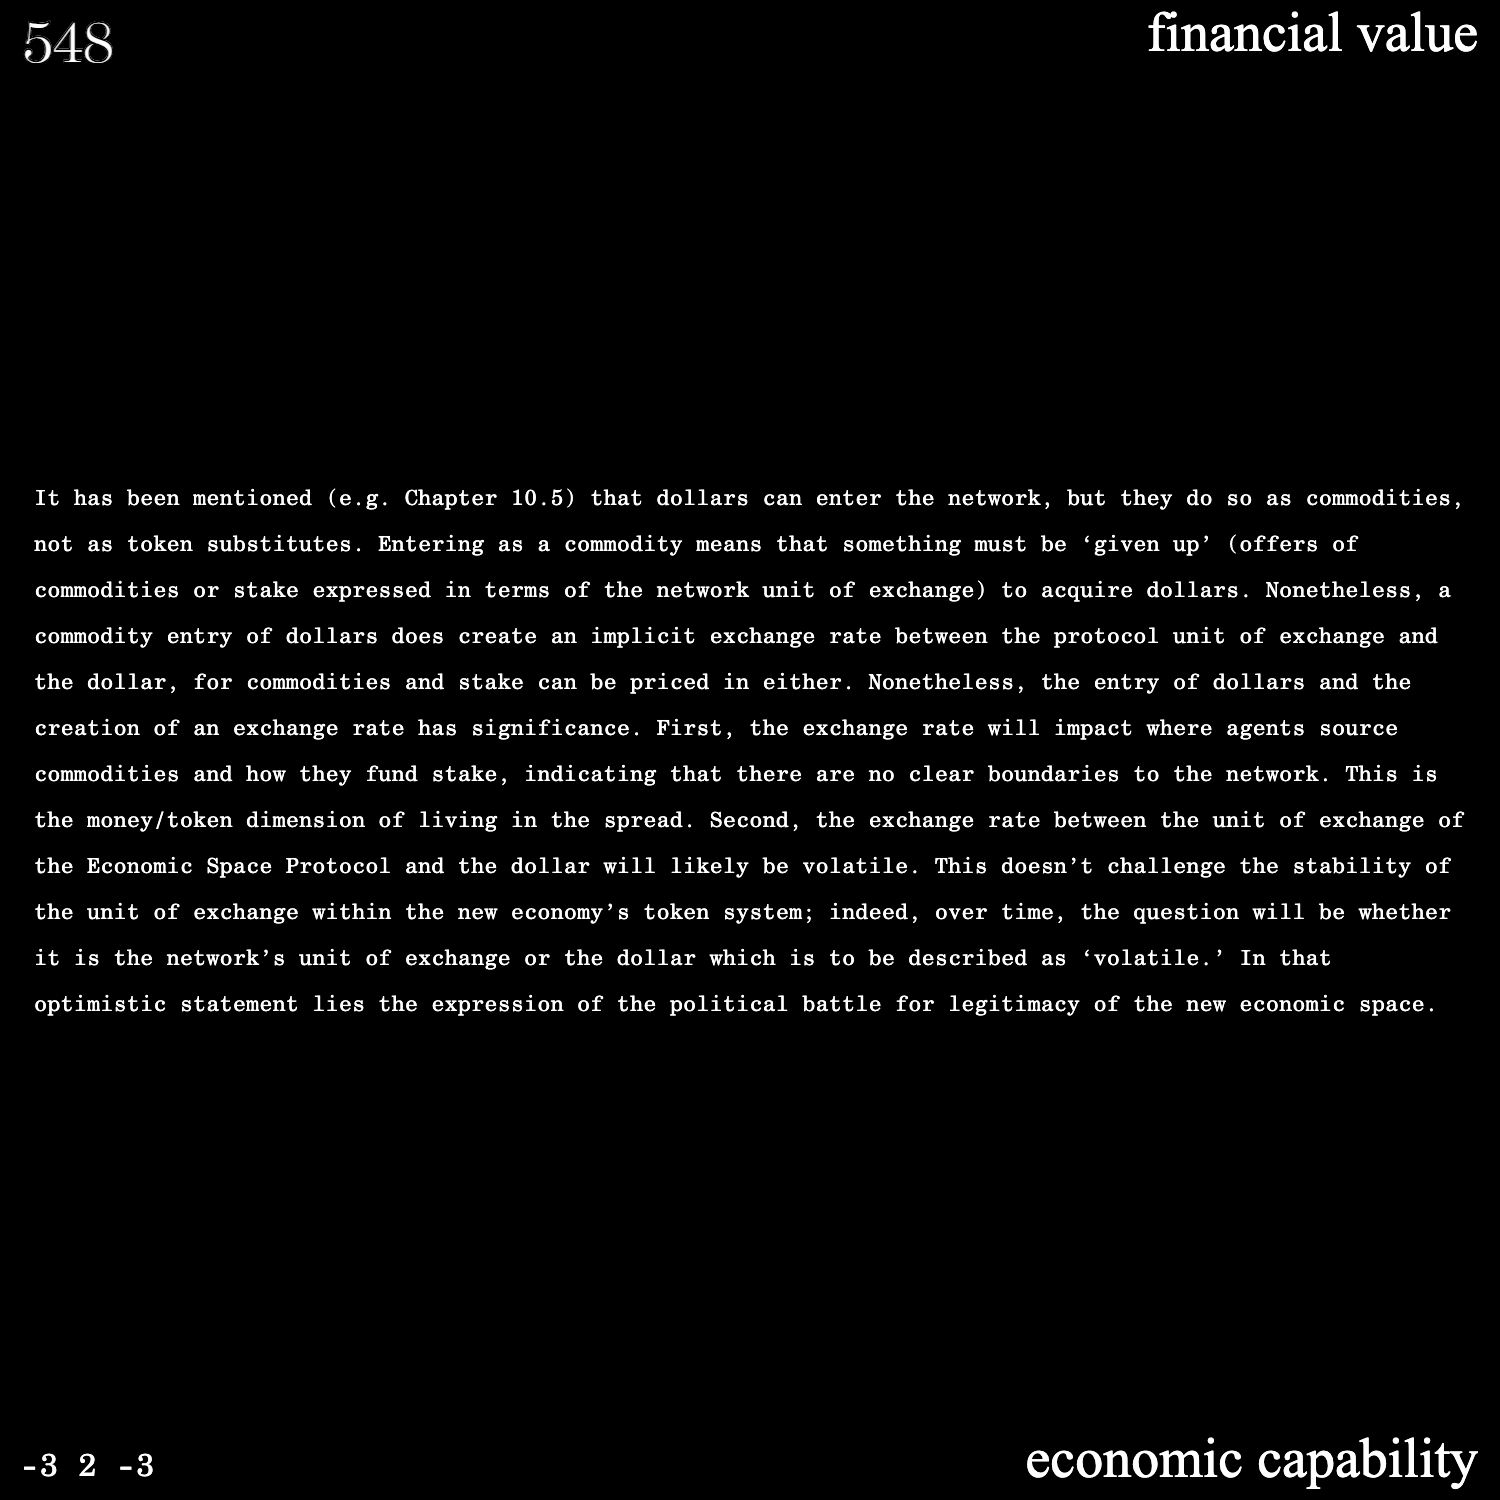 548
financial value
It has been mentioned (e.g. Chapter 10.5) that dollars can enter the network, but they do so as commodities,
not as token substitutes. Entering as a commodity means that something must be ‘given up’ (offers of
commodities or stake expressed in terms of the network unit of exchange) to acquire dollars. Nonetheless, a
commodity entry of dollars does create an implicit exchange rate between the protocol unit of exchange and
the dollar, for commodities and stake can be priced in either. Nonetheless, the entry of dollars and the
creation of an exchange rate has significance. First, the exchange rate will impact where agents source
commodities and how they fund stake, indicating that there are no clear boundaries to the network. This is
the money/token dimension of living in the spread. Second, the exchange rate between the unit of exchange of
the Economic Space Protocol and the dollar will likely be volatile. This doesn’t challenge the stability of
the unit of exchange within the new economy’s token system; indeed, over time, the question will be whether
it is the network’s unit of exchange or the dollar which is to be described as ‘volatile.’ In that
optimistic statement lies the expression of the political battle for legitimacy of the new economic space.
-3 2 -3
economic capability